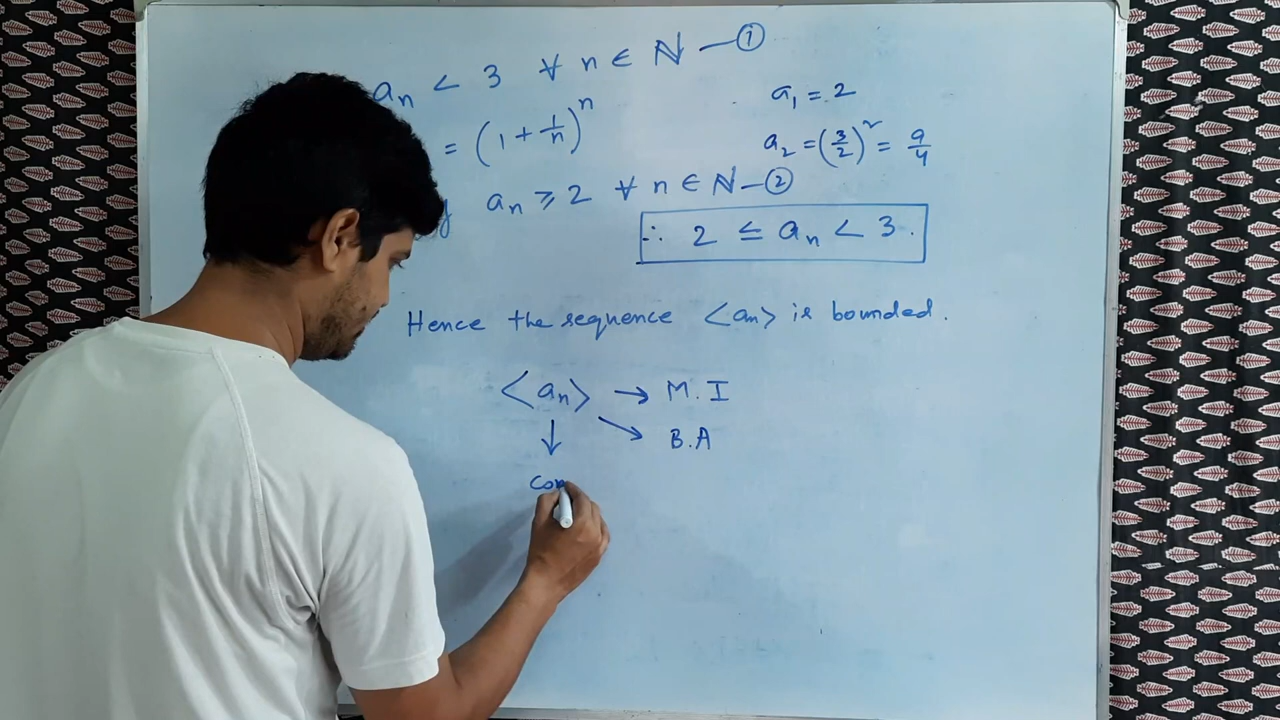 aₙ < 3 ∀ n ∈ ℕ —①
= (1 + 1/n)ⁿ
a₁ = 2
a₂ = (3/2)² = 9/4
aₙ ⩾ 2 ∀ n ∈ ℕ —②
∴ 2 ≤ aₙ < 3.
Hence the sequence <an> is bounded.
<aₙ> → M.I
↓ ↘ B.A
con